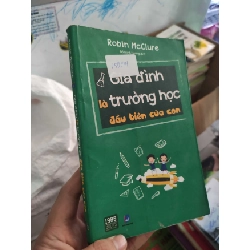 Robin McClure
Gia đình
là trường học
đầu tiên của con